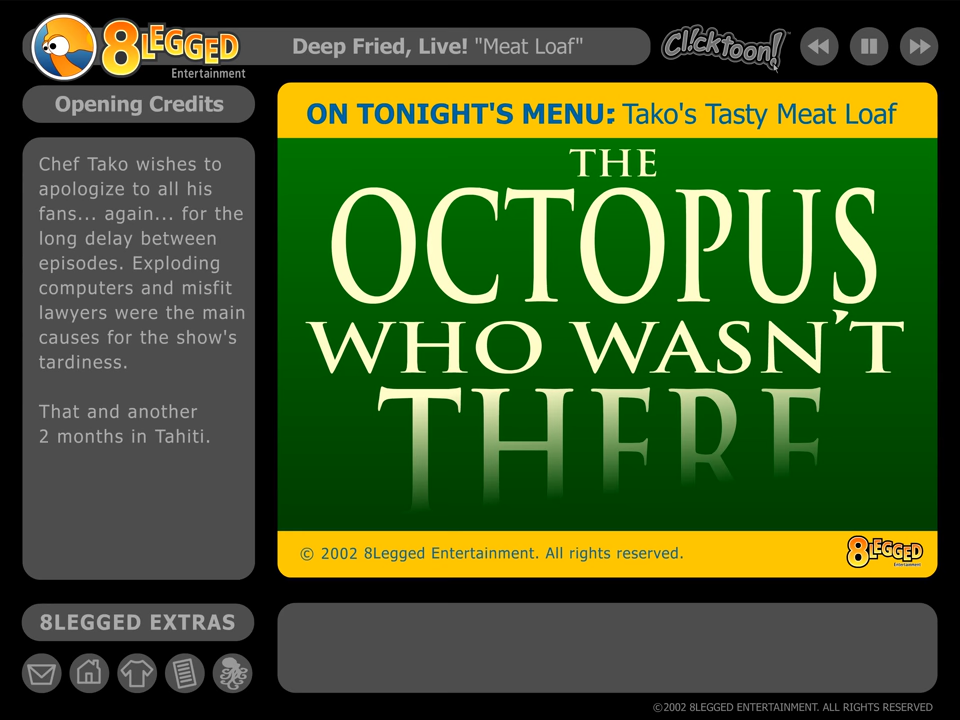 8LEGGED
Entertainment
Deep Fried, Live! "Meat Loaf"
Cl!cktoon!
Opening Credits
Chef Tako wishes to
apologize to all his
fans... again... for the
long delay between
episodes. Exploding
computers and misfit
lawyers were the main
causes for the show's
tardiness.
That and another
2 months in Tahiti.
ON TONIGHT'S MENU: Tako's Tasty Meat Loaf
THE
OCTOPUS
WHO WASN'T
THERE
© 2002 8Legged Entertainment. All rights reserved.
8LEGGED
Entertainment
8LEGGED EXTRAS
©2002 8LEGGED ENTERTAINMENT. ALL RIGHTS RESERVED